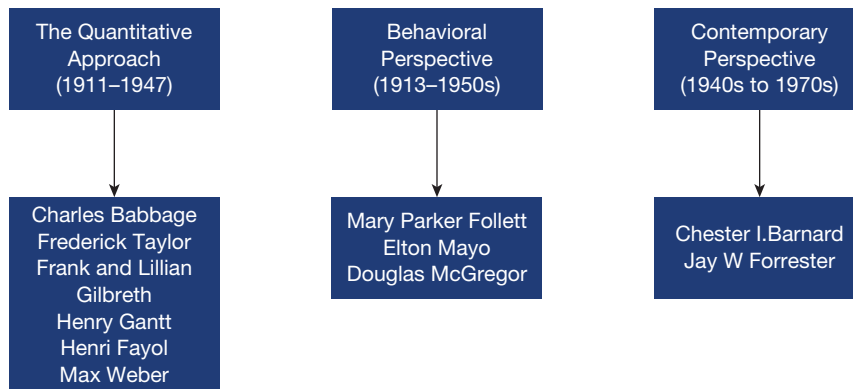 The Quantitative
Approach
(1911–1947)
Behavioral
Perspective
(1913–1950s)
Contemporary
Perspective
(1940s to 1970s)
Charles Babbage
Frederick Taylor
Frank and Lillian
Gilbreth
Henry Gantt
Henri Fayol
Max Weber
Mary Parker Follett
Elton Mayo
Douglas McGregor
Chester I.Barnard
Jay W Forrester